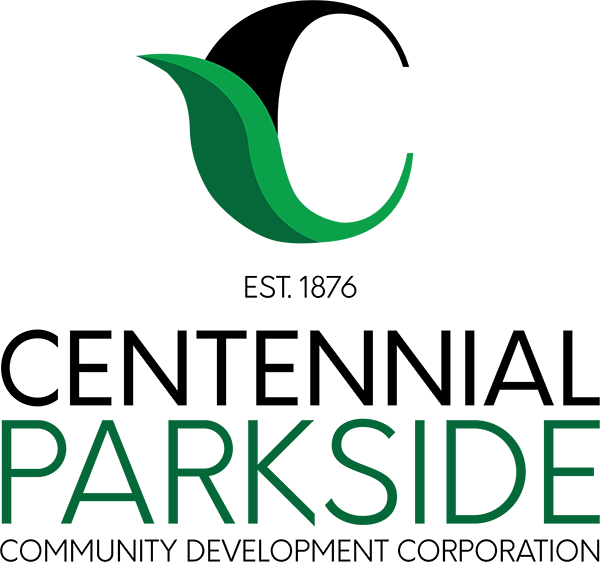 EST. 1876
CENTENNIAL
PARKSIDE
COMMUNITY DEVELOPMENT CORPORATION